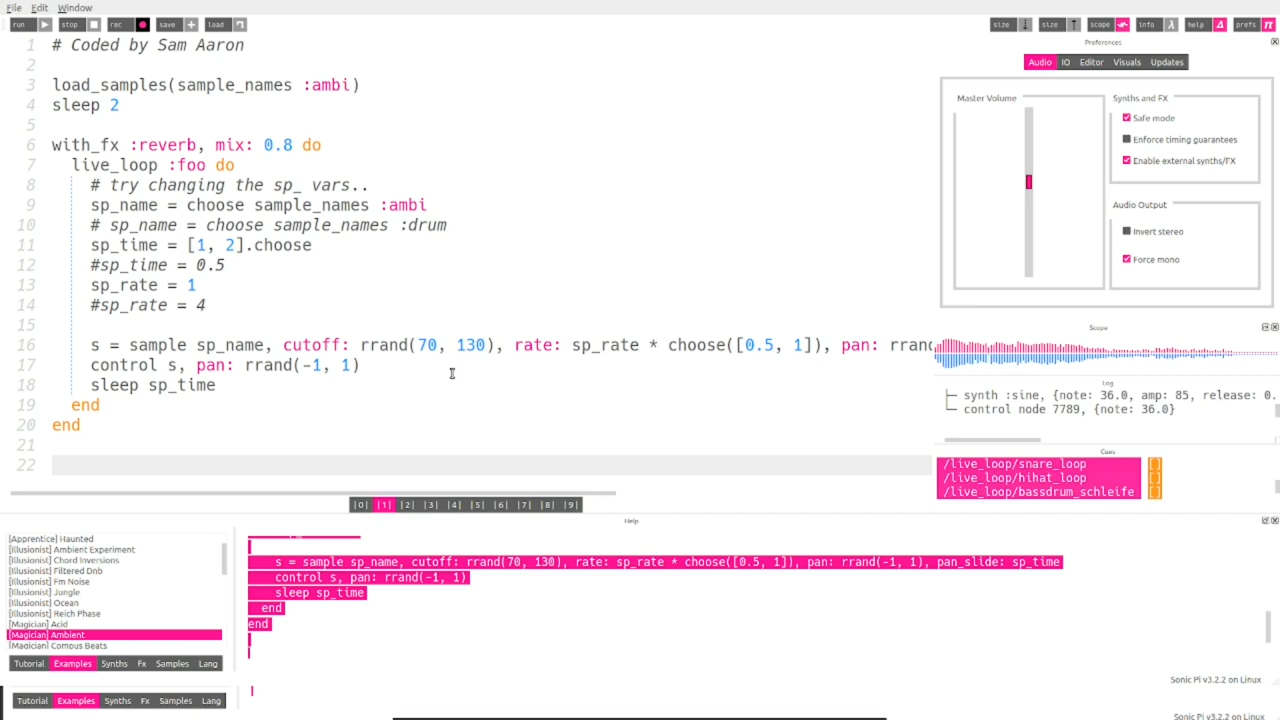 File Edit Window
run stop rec save load size size scope info help prefs
1 # Coded by Sam Aaron
2
3 load_samples(sample_names :ambi)
4 sleep 2
5
6 with_fx :reverb, mix: 0.8 do
7 live_loop :foo do
8 # try changing the sp_ vars..
9 sp_name = choose sample_names :ambi
10 # sp_name = choose sample_names :drum
11 sp_time = [1, 2].choose
12 #sp_time = 0.5
13 sp_rate = 1
14 #sp_rate = 4
15
16 s = sample sp_name, cutoff: rrand(70, 130), rate: sp_rate * choose([0.5, 1]), pan: rrand
17 control s, pan: rrand(-1, 1)
18 sleep sp_time
19 end
20 end
21
22
|0| |1| |2| |3| |4| |5| |6| |7| |8| |9|
Preferences
Audio IO Editor Visuals Updates
Master Volume
Synths and FX
Safe mode
Enforce timing guarantees
Enable external synths/FX
Audio Output
Invert stereo
Force mono
Scope
Log
synth :sine, {note: 36.0, amp: 85, release: 0.
control node 7789, {note: 36.0}
Cues
/live_loop/snare_loop []
/live_loop/hihat_loop []
/live_loop/bassdrum_schleife []
Help
[Apprentice] Haunted
[Illusionist] Ambient Experiment
[Illusionist] Chord Inversions
[Illusionist] Filtered Dnb
[Illusionist] Fm Noise
[Illusionist] Jungle
[Illusionist] Ocean
[Illusionist] Reich Phase
[Magician] Acid
[Magician] Ambient
[Magician] Compus Beats
Tutorial Examples Synths Fx Samples Lang
s = sample sp_name, cutoff: rrand(70, 130), rate: sp_rate * choose([0.5, 1]), pan: rrand(-1, 1), pan_slide: sp_time
control s, pan: rrand(-1, 1)
sleep sp_time
end
end
Sonic Pi v3.2.2 on Linux
Tutorial Examples Synths Fx Samples Lang
Sonic Pi v3.2.2 on Linux